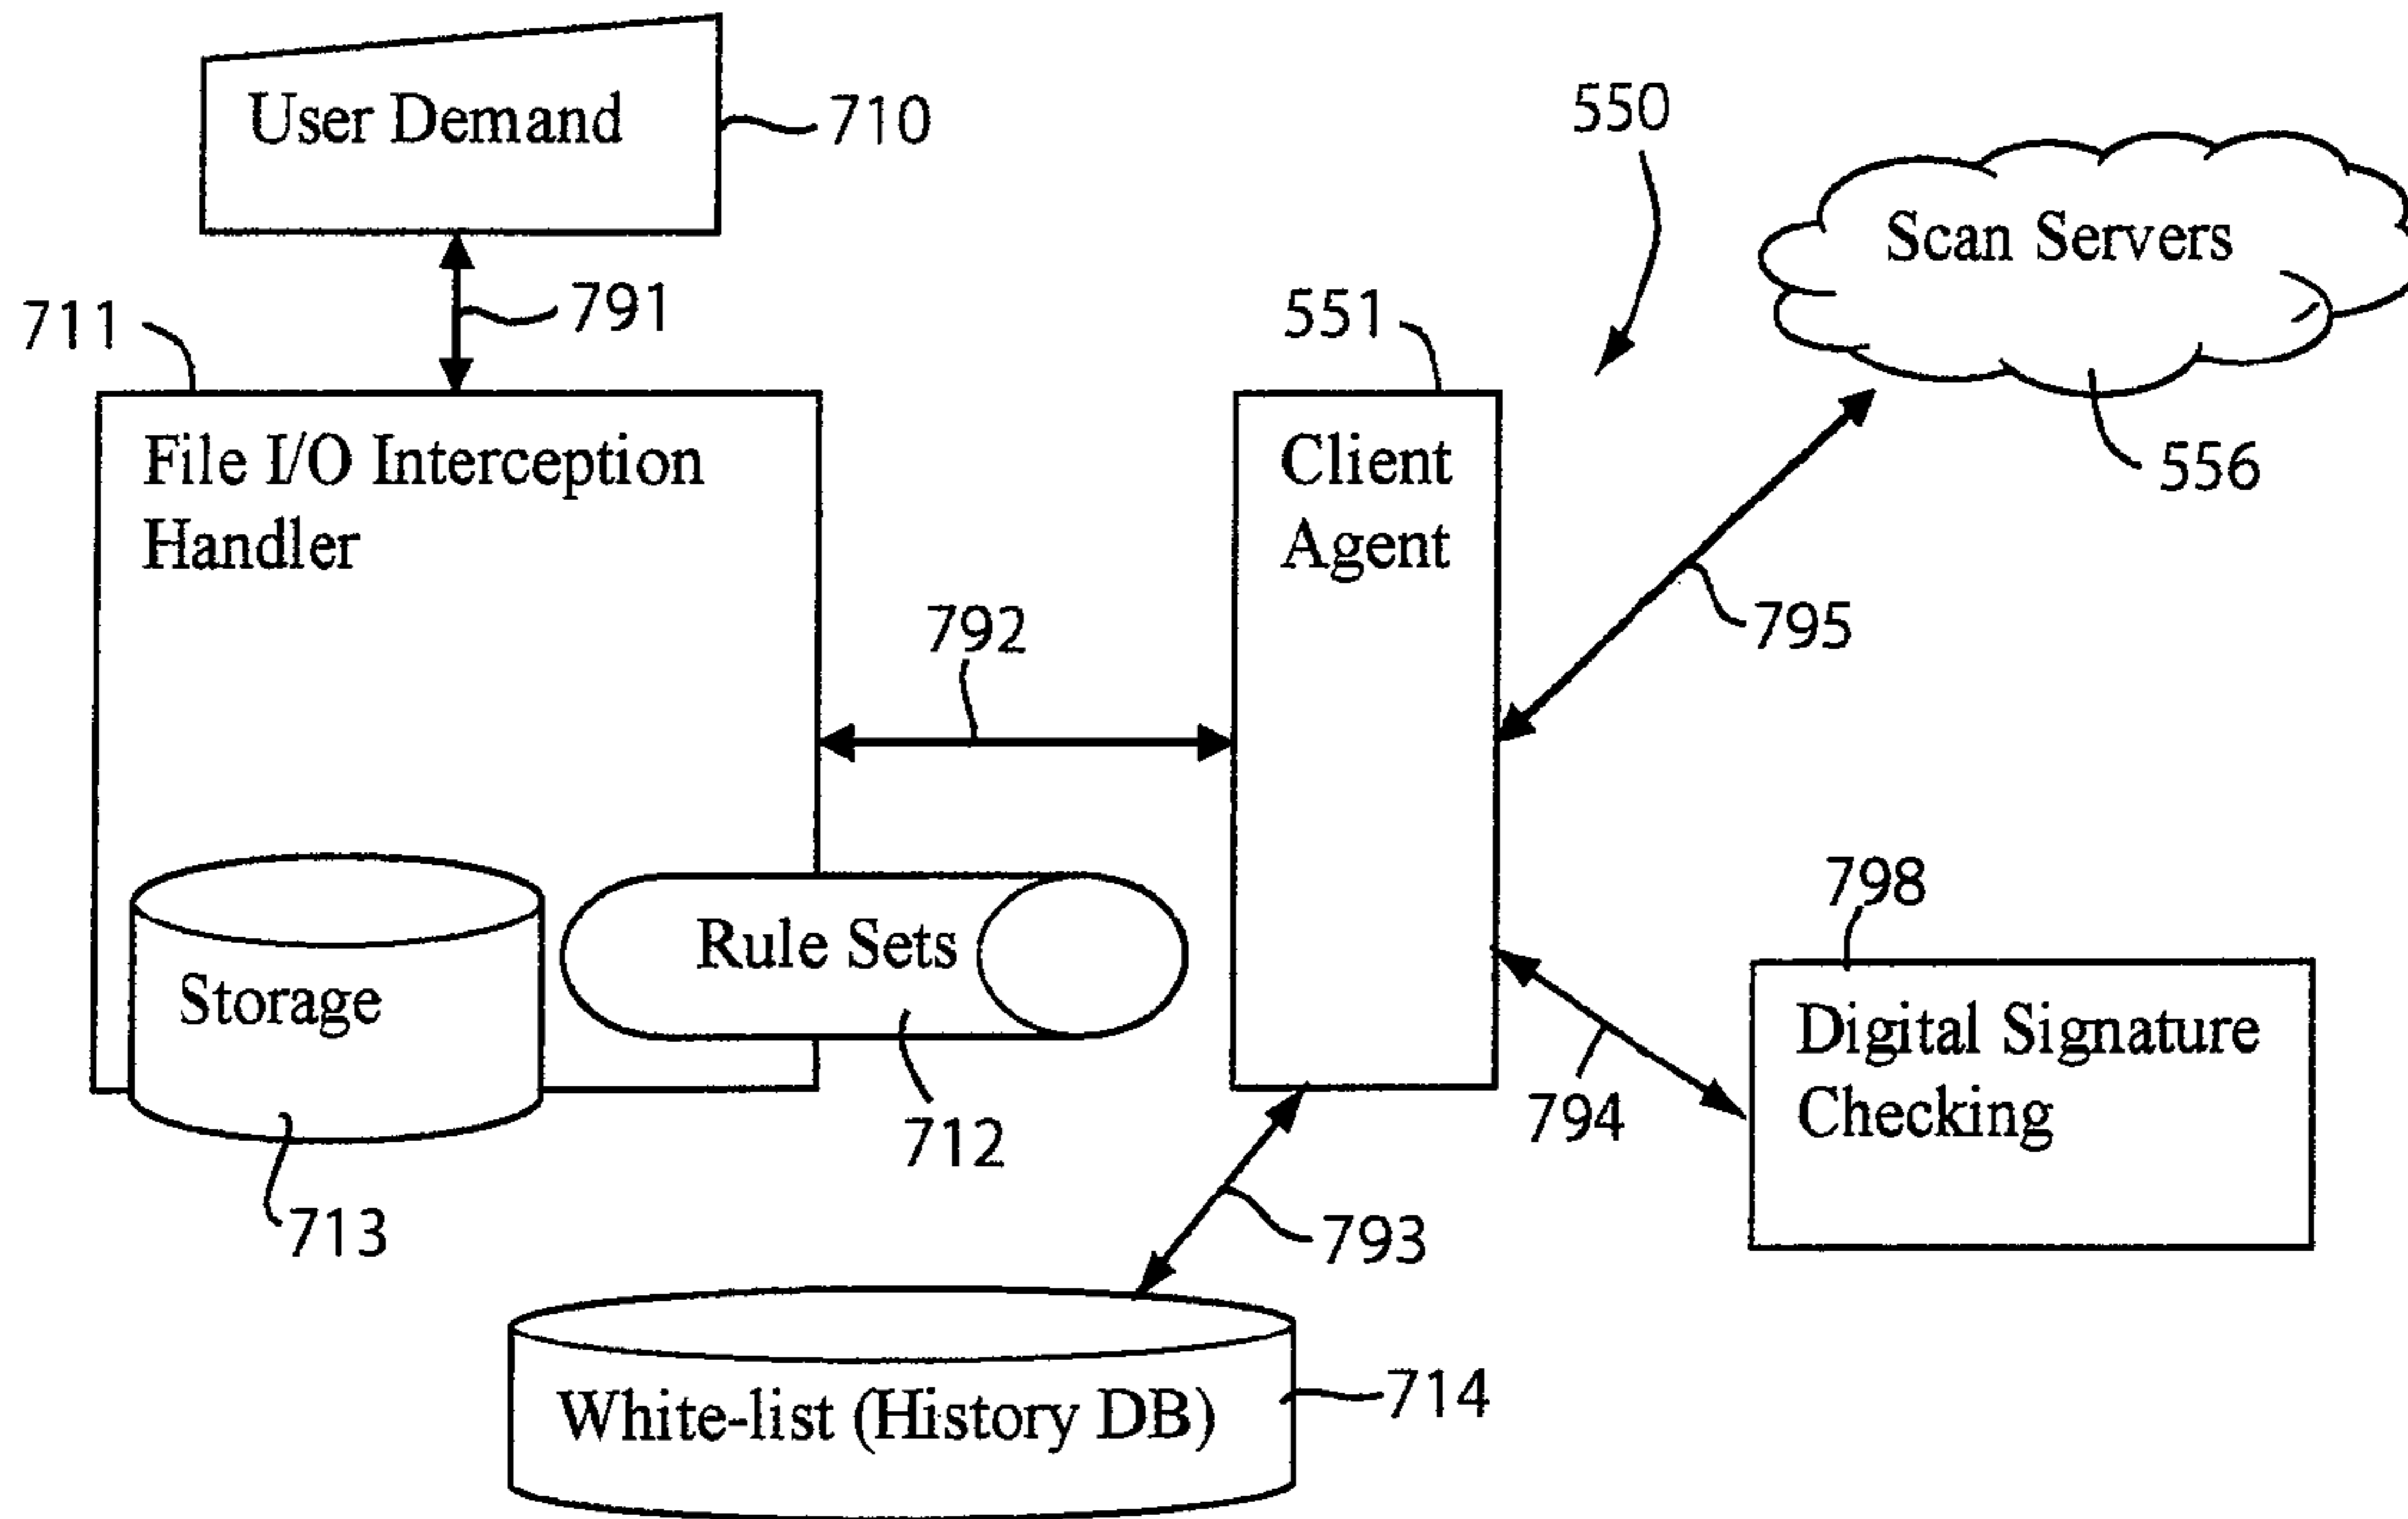 User Demand
710
550
Scan Servers
791
711
551
File I/O Interception
Handler
Client
Agent
556
792
795
798
Rule Sets
Storage
Digital Signature
Checking
794
712
713
793
714
White-list (History DB)